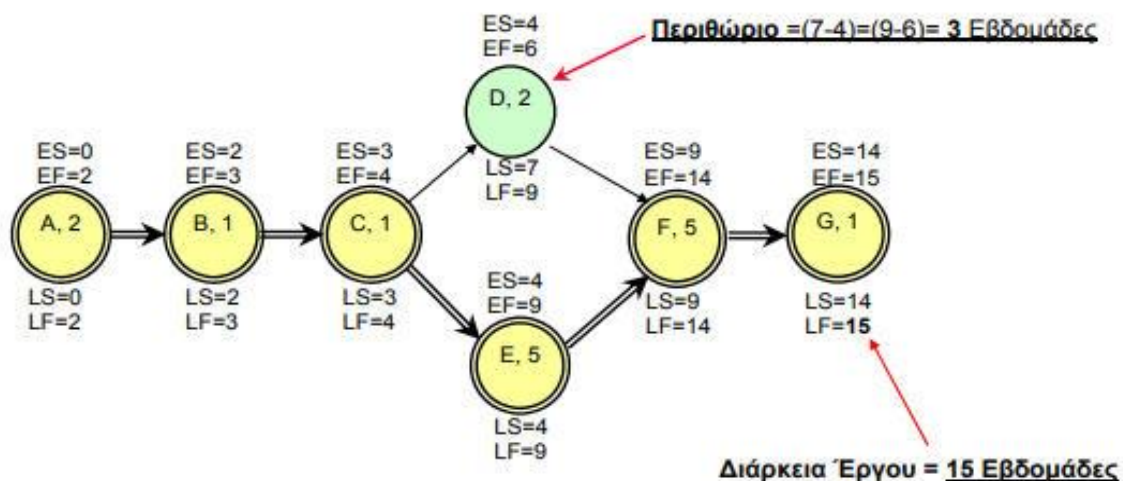 ES=4
EF=6
Περιθώριο =(7-4)=(9-6)= 3 Εβδομάδες
D, 2
LS=7
LF=9
ES=0
EF=2
A, 2
LS=0
LF=2
ES=2
EF=3
B, 1
LS=2
LF=3
ES=3
EF=4
C, 1
LS=3
LF=4
ES=4
EF=9
E, 5
LS=4
LF=9
ES=9
EF=14
F, 5
LS=9
LF=14
ES=14
EF=15
G, 1
LS=14
LF=15
Διάρκεια Έργου = 15 Εβδομάδες